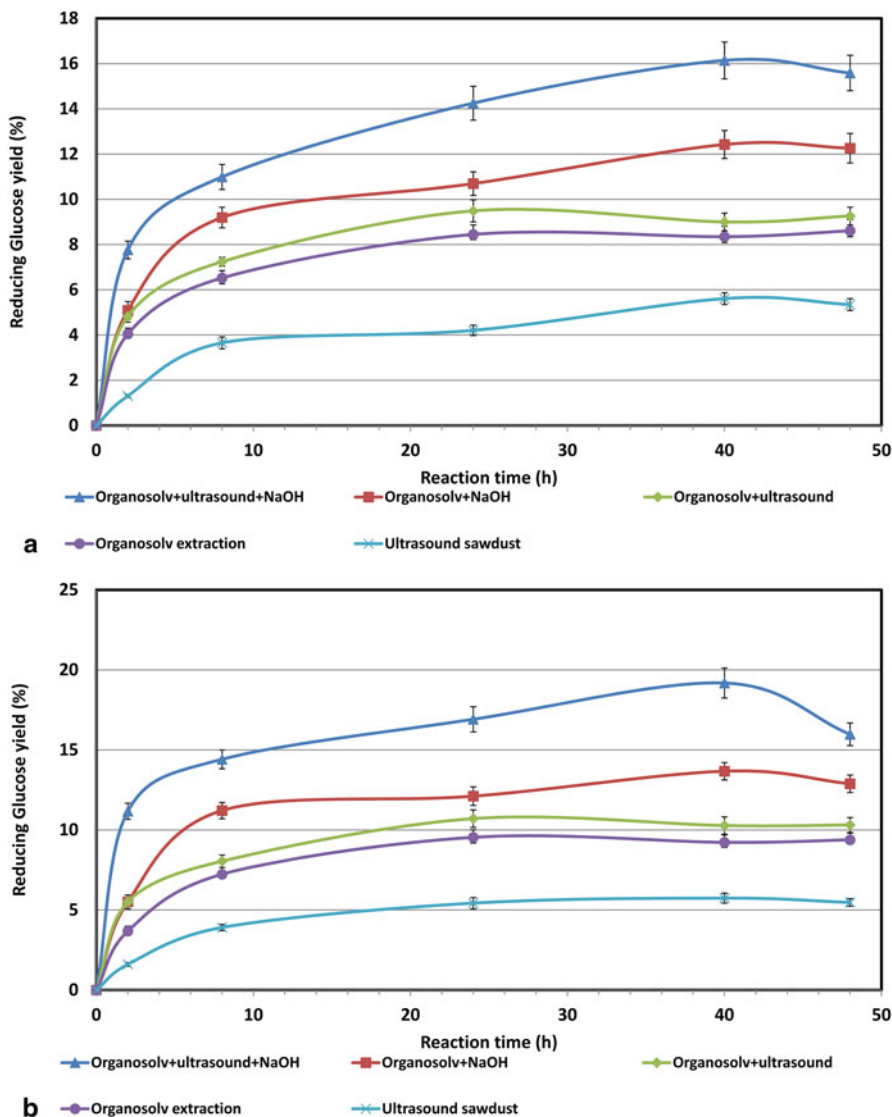 18
16
14
12
10
8
6
4
2
0
Reducing Glucose yield (%)
0 10 20 30 40 50
Reaction time (h)
Organosolv+ultrasound+NaOH Organosolv+NaOH Organosolv+ultrasound
a Organosolv extraction Ultrasound sawdust
25
20
15
10
5
0
Reducing Glucose yield (%)
0 10 20 30 40 50
Reaction time (h)
Organosolv+ultrasound+NaOH Organosolv+NaOH Organosolv+ultrasound
b Organosolv extraction Ultrasound sawdust